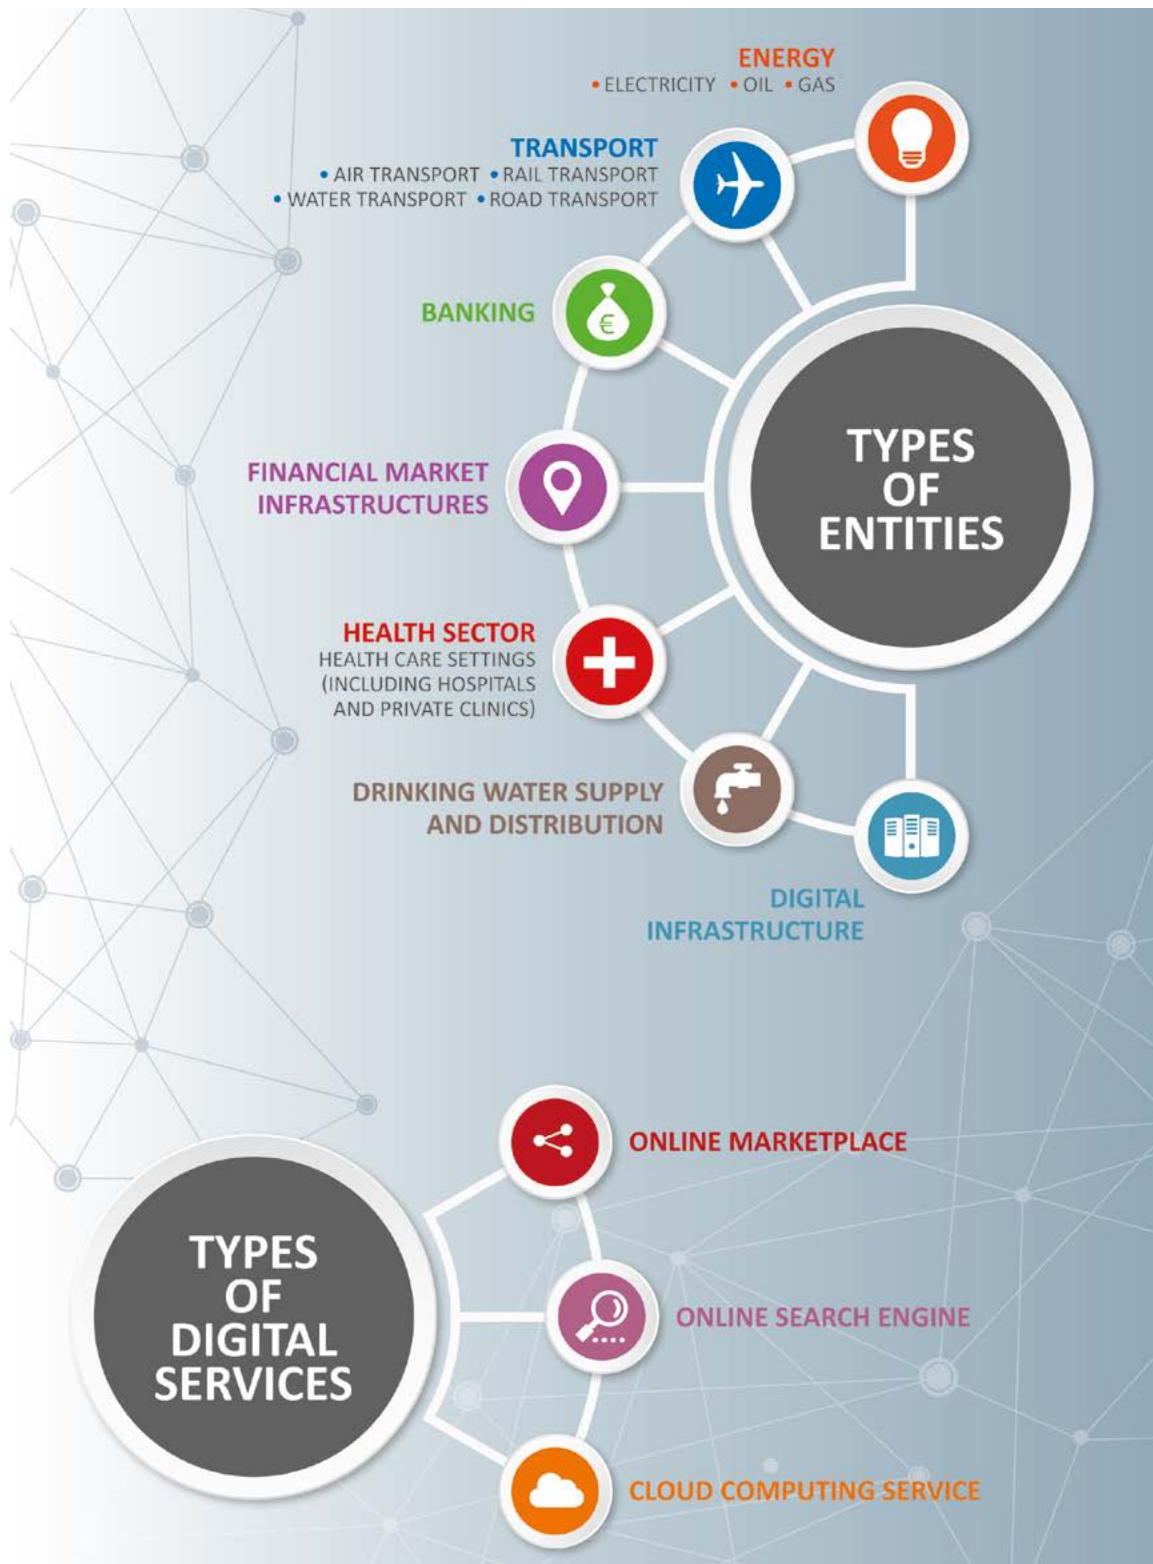 ENERGY
• ELECTRICITY • OIL • GAS
TRANSPORT
• AIR TRANSPORT • RAIL TRANSPORT
• WATER TRANSPORT • ROAD TRANSPORT
BANKING
€
FINANCIAL MARKET
INFRASTRUCTURES
TYPES
OF
ENTITIES
HEALTH SECTOR
HEALTH CARE SETTINGS
(INCLUDING HOSPITALS
AND PRIVATE CLINICS)
DRINKING WATER SUPPLY
AND DISTRIBUTION
DIGITAL
INFRASTRUCTURE
TYPES
OF
DIGITAL
SERVICES
ONLINE MARKETPLACE
ONLINE SEARCH ENGINE
CLOUD COMPUTING SERVICE